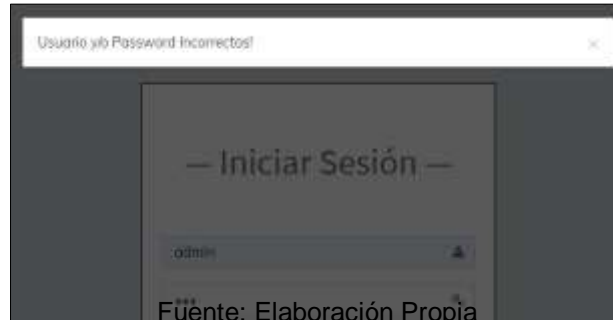 Usuario y/o Password Incorrectos!
— Iniciar Sesión —
admin
Fuente: Elaboración Propia